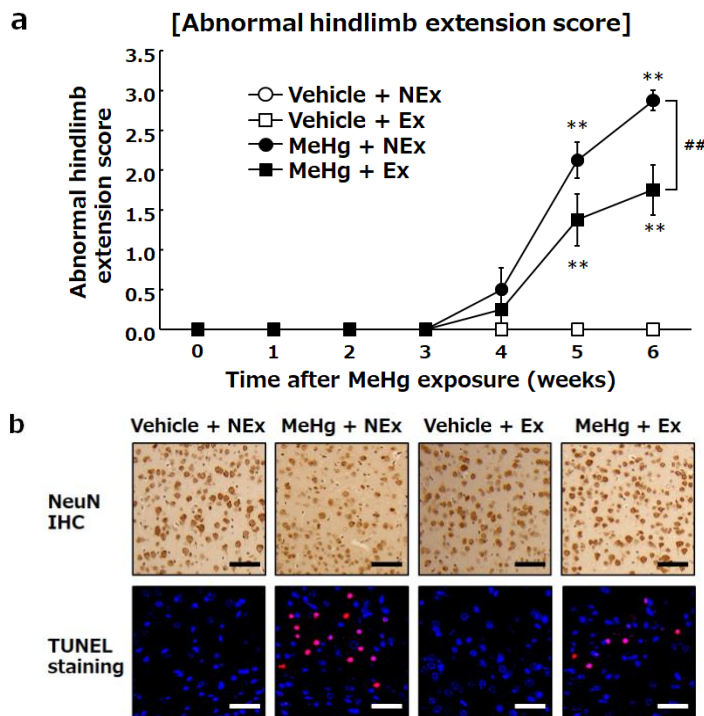 a
[Abnormal hindlimb extension score]
Abnormal hindlimb
extension score
3.5
3.0
2.5
2.0
1.5
1.0
0.5
0.0
Vehicle + NEx
Vehicle + Ex
MeHg + NEx
MeHg + Ex
**
**
**
**
##
0 1 2 3 4 5 6
Time after MeHg exposure (weeks)
b
Vehicle + NEx MeHg + NEx Vehicle + Ex MeHg + Ex
NeuN
IHC
TUNEL
staining